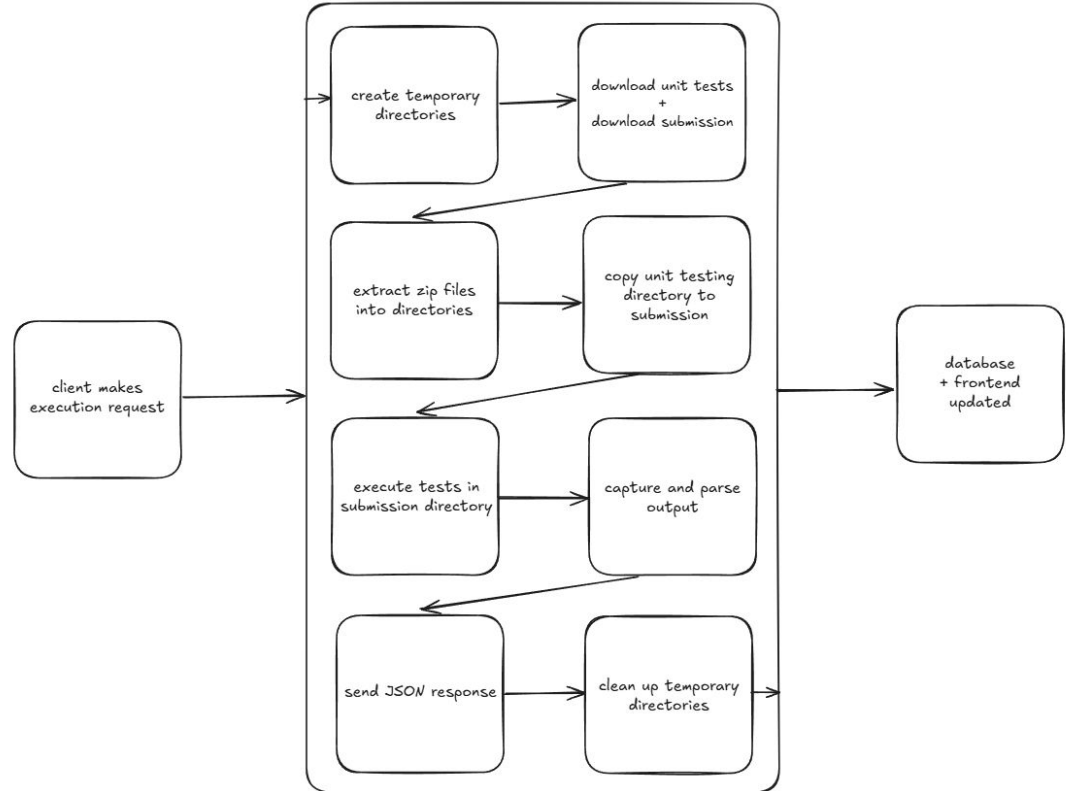 create temporary
directories
download unit tests
+
download submission
extract zip files
into directories
copy unit testing
directory to
submission
client makes
execution request
database
+ frontend
updated
execute tests in
submission directory
capture and parse
output
send JSON response
clean up temporary
directories